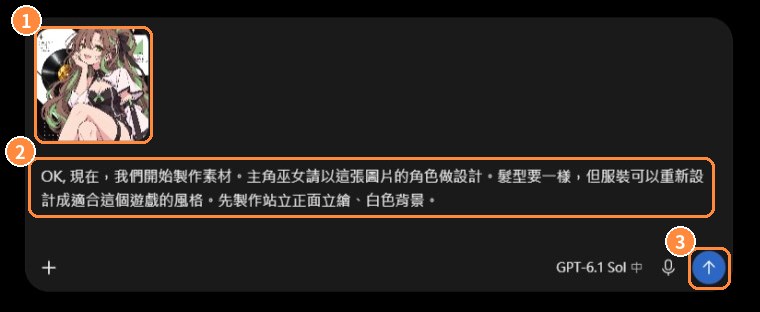 1
2
OK, 現在，我們開始製作素材。主角巫女請以這張圖片的角色做設計。髮型要一樣，但服裝可以重新設
計成適合這個遊戲的風格。先製作站立正面立繪、白色背景。
3
GPT-6.1 Sol 中